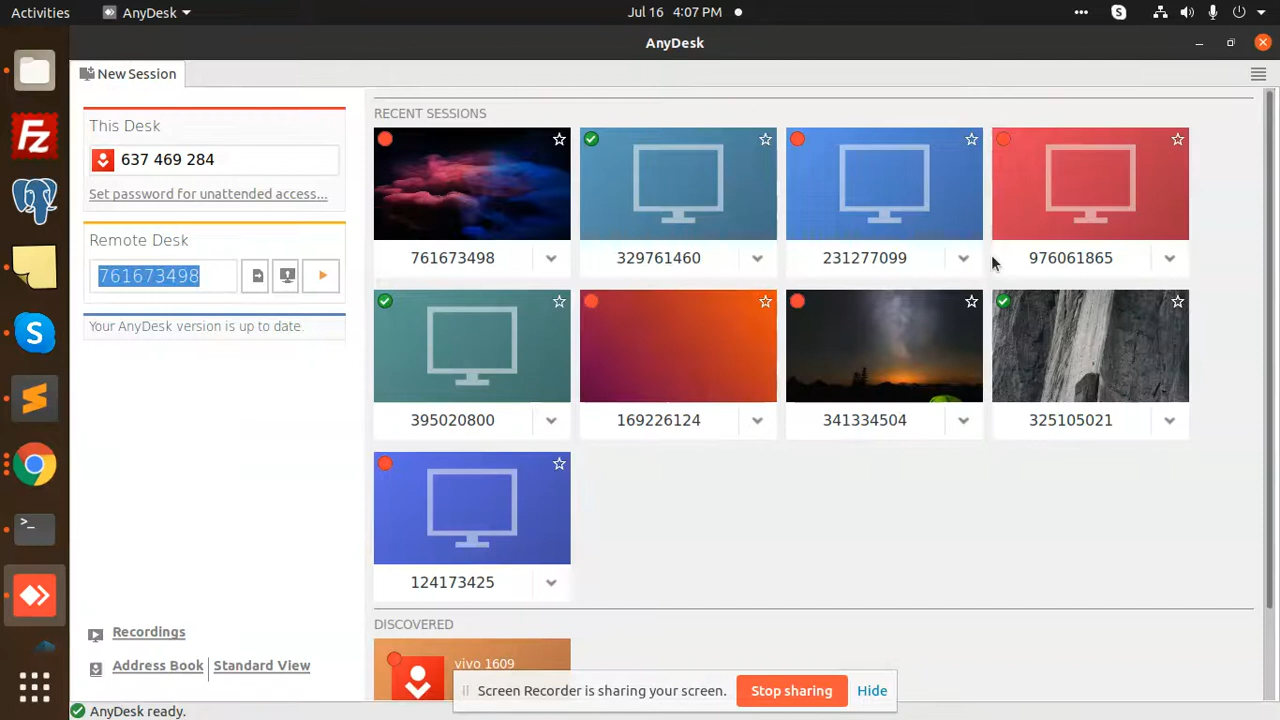 Activities
AnyDesk
Jul 16 4:07 PM
AnyDesk
New Session
This Desk
637 469 284
Set password for unattended access...
Remote Desk
761673498
Your AnyDesk version is up to date.
Recordings
Address Book
Standard View
AnyDesk ready.
RECENT SESSIONS
761673498
329761460
231277099
976061865
395020800
169226124
341334504
325105021
124173425
DISCOVERED
vivo 1609
Screen Recorder is sharing your screen.
Stop sharing
Hide